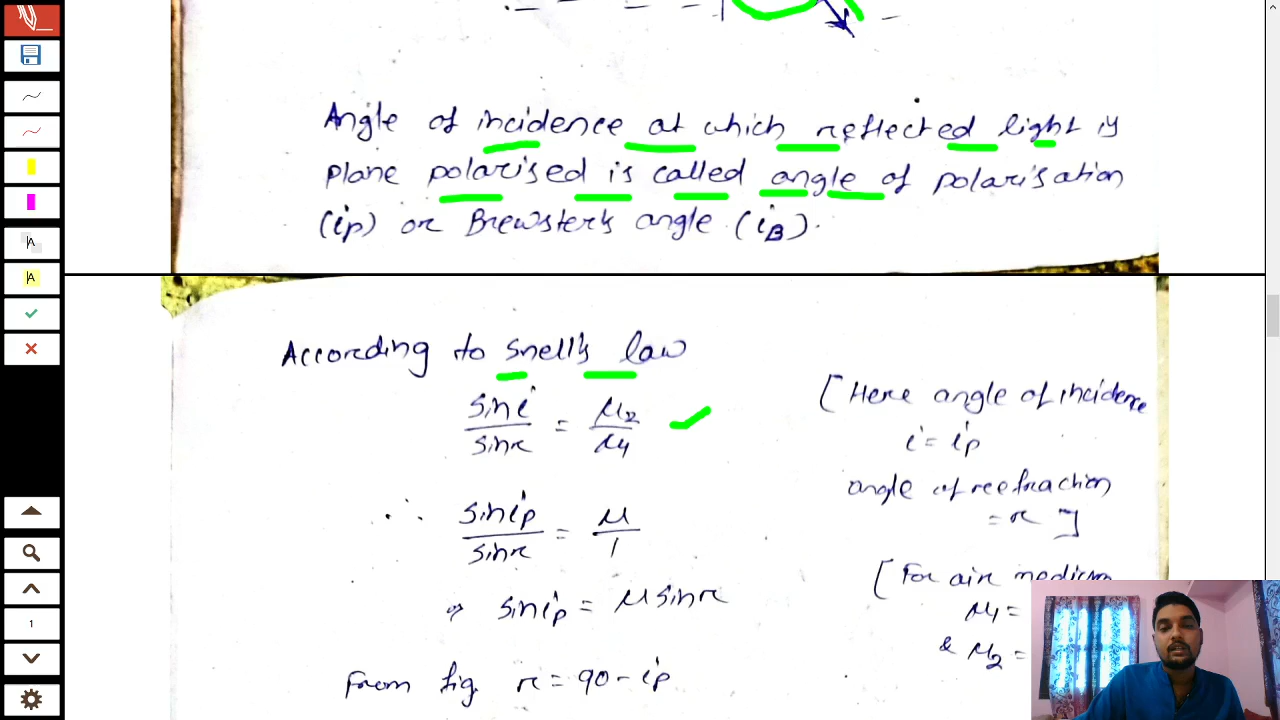 Angle of incidence at which reflected light is
plane polarised is called angle of polarisation
(ip) or Brewster's angle (iB).
According to Snell's law
sin i / sin r = μ2 / μ1
[Here angle of incidence
i = ip
angle of refraction
= r ]
∴ sin ip / sin r = μ / 1
[For air medium
⇒ sin ip = μ sin r
μ1 =
& μ2 =
From fig r = 90 - ip
A
A
1